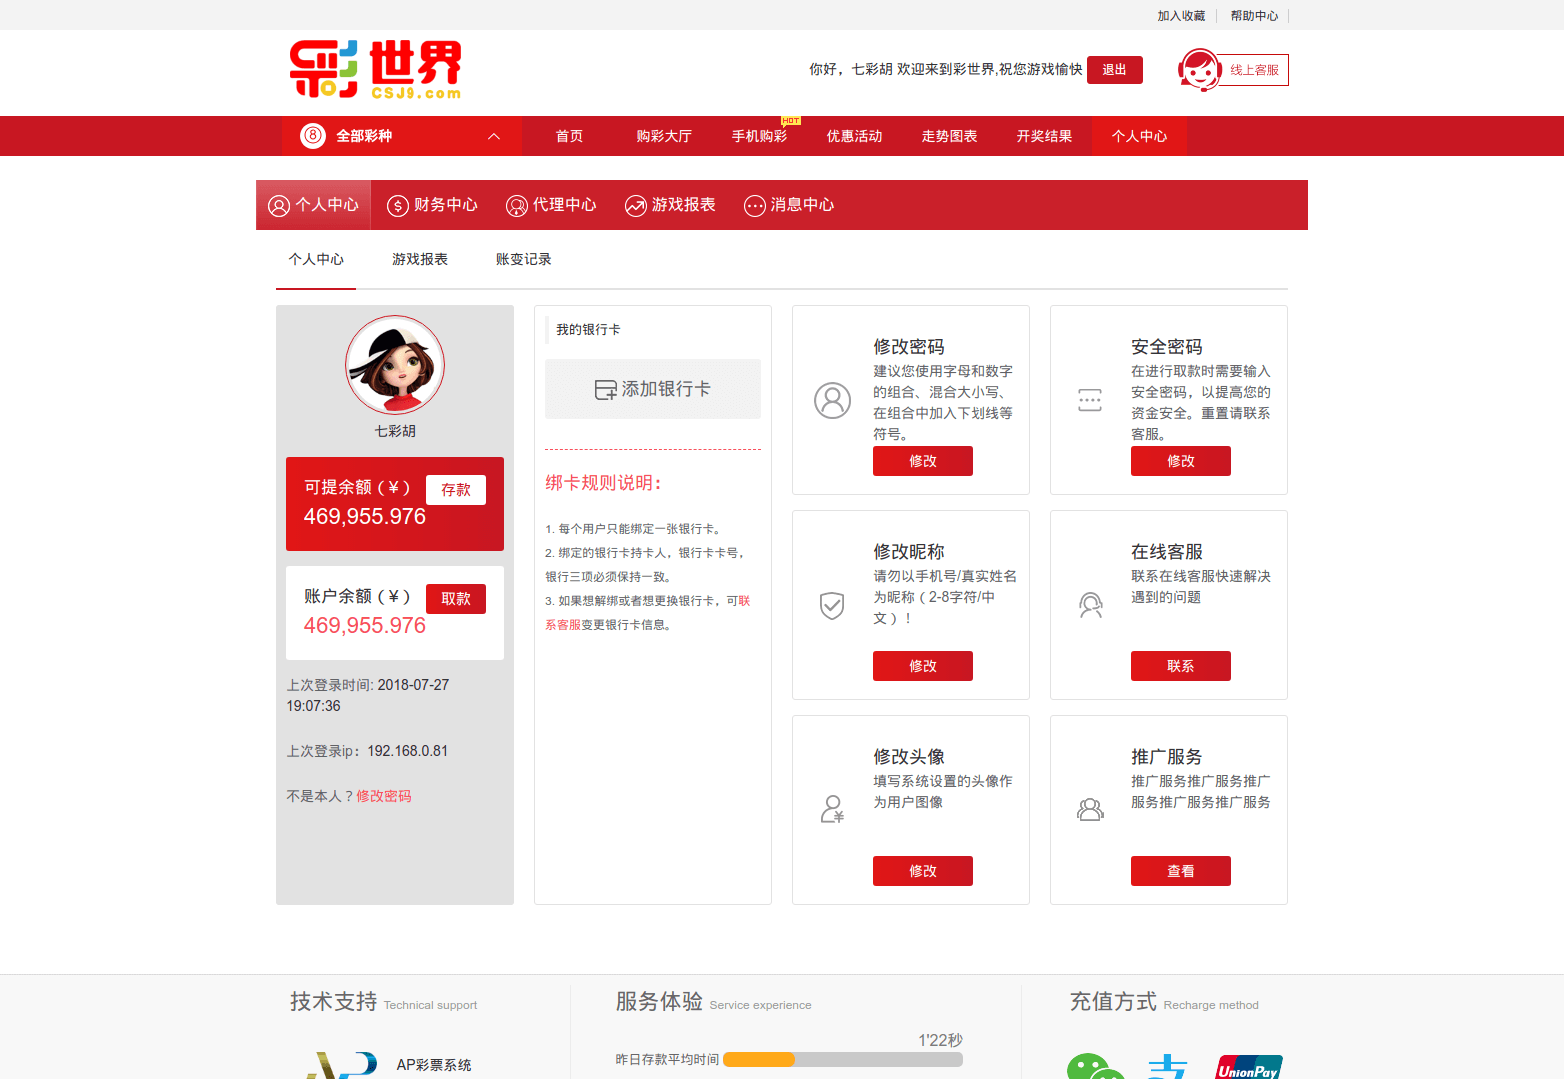 加入收藏 帮助中心
彩世界
CSJ9.com
你好，七彩胡 欢迎来到彩世界,祝您游戏愉快 退出 线上客服
8 全部彩种 首页 购彩大厅 手机购彩 HOT 优惠活动 走势图表 开奖结果 个人中心
个人中心 财务中心 代理中心 游戏报表 消息中心
个人中心 游戏报表 账变记录
七彩胡
可提余额 ( ¥ ) 存款
469,955.976
账户余额 ( ¥ ) 取款
469,955.976
上次登录时间: 2018-07-27
19:07:36
上次登录ip：192.168.0.81
不是本人？修改密码
我的银行卡
添加银行卡
绑卡规则说明：
1. 每个用户只能绑定一张银行卡。
2. 绑定的银行卡持卡人，银行卡卡号，
银行三项必须保持一致。
3. 如果想解绑或者想更换银行卡，可联
系客服变更银行卡信息。
修改密码
建议您使用字母和数字
的组合、混合大小写、
在组合中加入下划线等
符号。
修改
安全密码
在进行取款时需要输入
安全密码，以提高您的
资金安全。重置请联系
客服。
修改
修改昵称
请勿以手机号/真实姓名
为昵称（2-8字符/中
文）！
修改
在线客服
联系在线客服快速解决
遇到的问题
联系
修改头像
填写系统设置的头像作
为用户图像
修改
推广服务
推广服务推广服务推广
服务推广服务推广服务
查看
技术支持 Technical support
AP彩票系统
服务体验 Service experience
1'22秒
昨日存款平均时间
充值方式 Recharge method
支
UnionPay